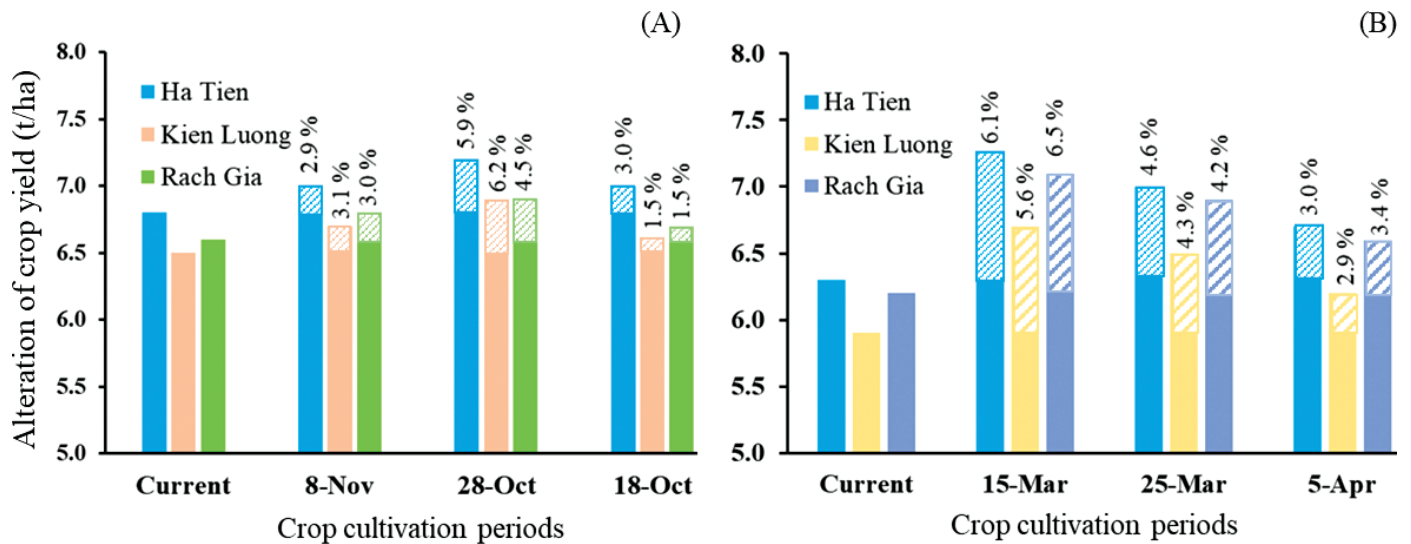 (A)
Alteration of crop yield (t/ha)
8.0
7.5
7.0
6.5
6.0
5.5
5.0
Ha Tien
Kien Luong
Rach Gia
2.9 %
3.1 %
3.0 %
5.9 %
6.2 %
4.5 %
3.0 %
1.5 %
1.5 %
Current
8-Nov
28-Oct
18-Oct
Crop cultivation periods
(B)
8.0
7.5
7.0
6.5
6.0
5.5
5.0
Ha Tien
Kien Luong
Rach Gia
6.1 %
5.6 %
6.5 %
4.6 %
4.3 %
4.2 %
3.0 %
2.9 %
3.4 %
Current
15-Mar
25-Mar
5-Apr
Crop cultivation periods